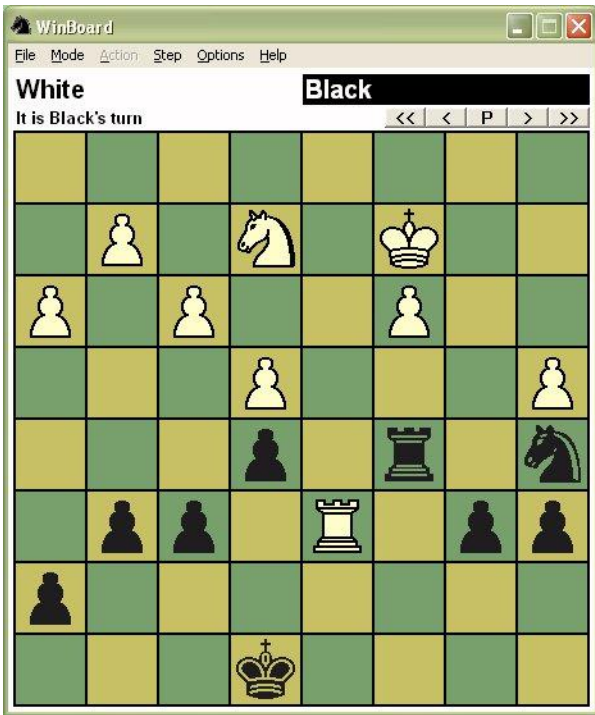 WinBoard
File Mode Action Step Options Help
White Black
It is Black's turn << < P > >>